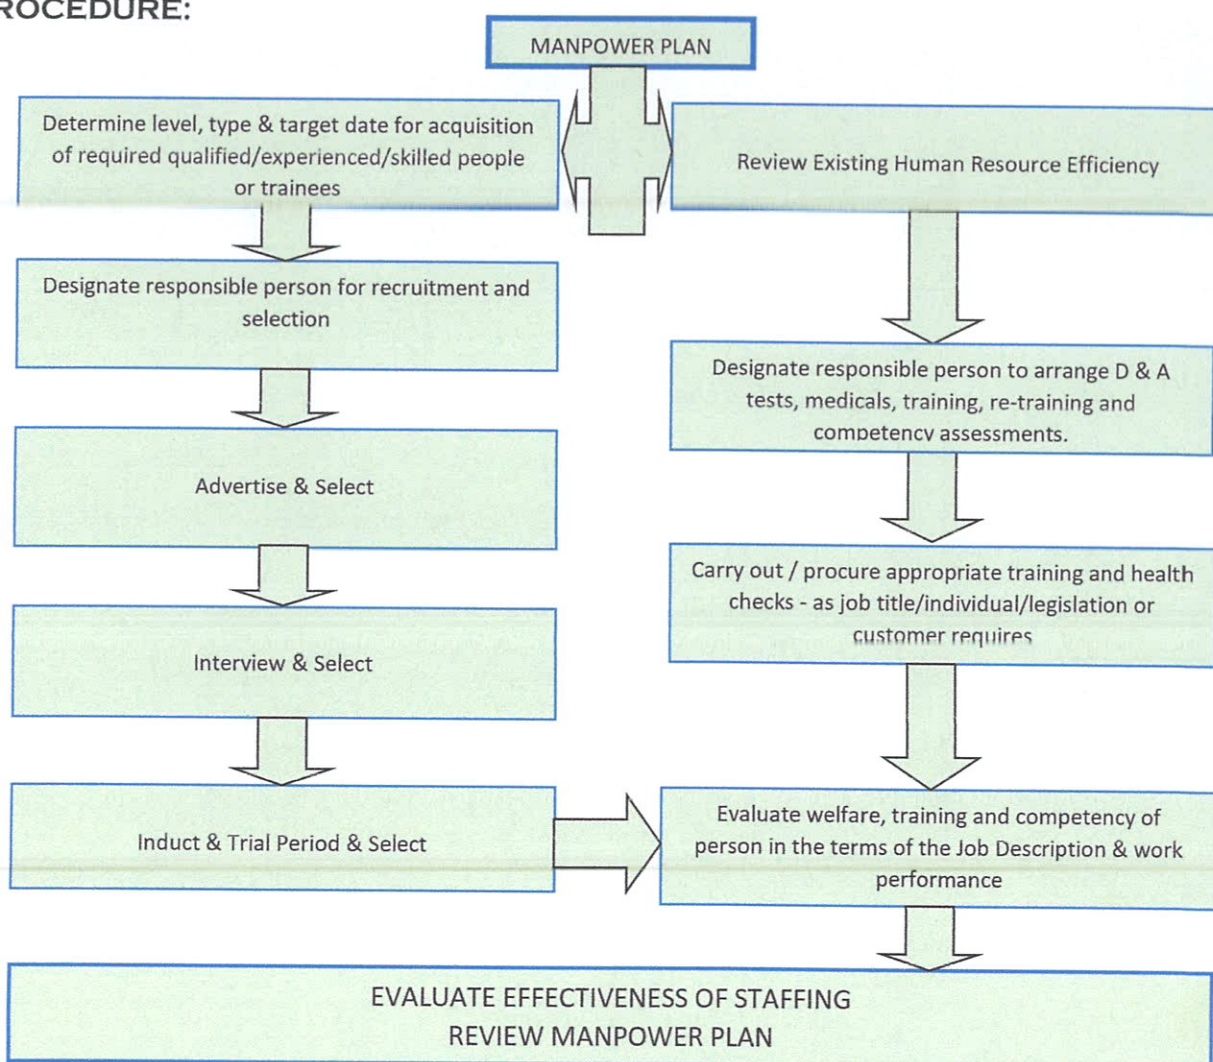 ROCEDURE:
MANPOWER PLAN
Determine level, type & target date for acquisition
of required qualified/experienced/skilled people
or trainees
Review Existing Human Resource Efficiency
Designate responsible person for recruitment and
selection
Designate responsible person to arrange D & A
tests, medicals, training, re-training and
competency assessments.
Advertise & Select
Carry out / procure appropriate training and health
checks - as job title/individual/legislation or
customer requires
Interview & Select
Induct & Trial Period & Select
Evaluate welfare, training and competency of
person in the terms of the Job Description & work
performance
EVALUATE EFFECTIVENESS OF STAFFING
REVIEW MANPOWER PLAN